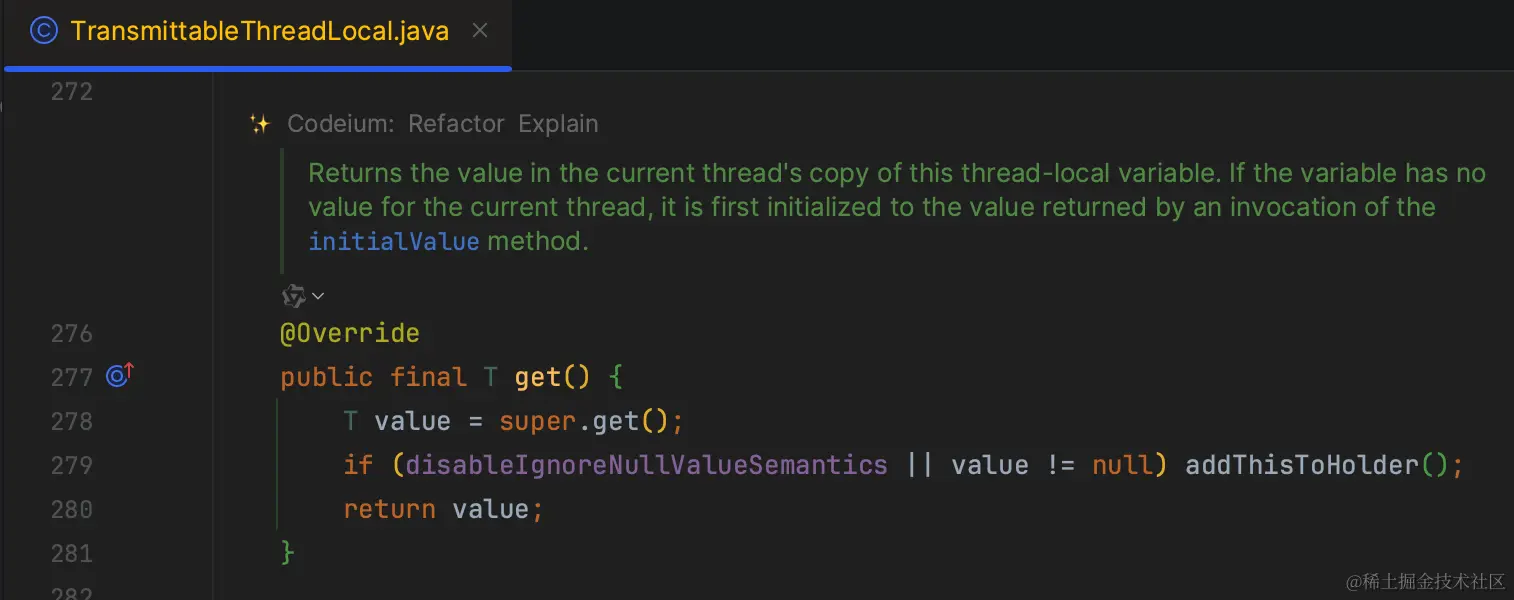 TransmittableThreadLocal.java
272
Codeium: Refactor Explain
Returns the value in the current thread's copy of this thread-local variable. If the variable has no
value for the current thread, it is first initialized to the value returned by an invocation of the
initialValue method.
276 @Override
277 public final T get() {
278 T value = super.get();
279 if (disableIgnoreNullValueSemantics || value != null) addThisToHolder();
280 return value;
281 }
282
@稀土掘金技术社区